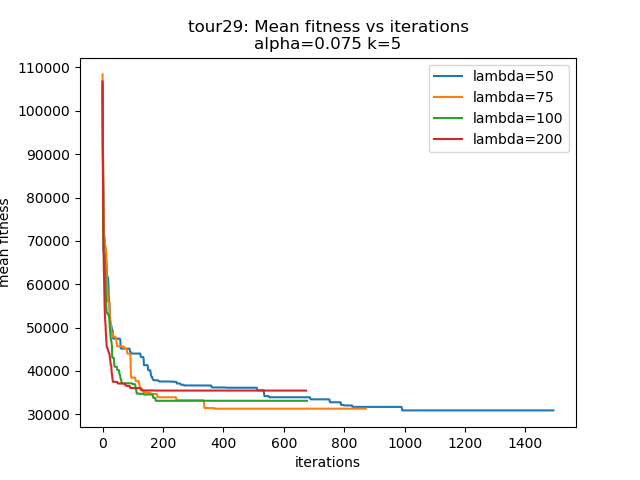 tour29: Mean fitness vs iterations
alpha=0.075 k=5
110000
100000
90000
80000
70000
60000
50000
40000
30000
mean fitness
lambda=50
lambda=75
lambda=100
lambda=200
0
200
400
600
800
1000
1200
1400
iterations